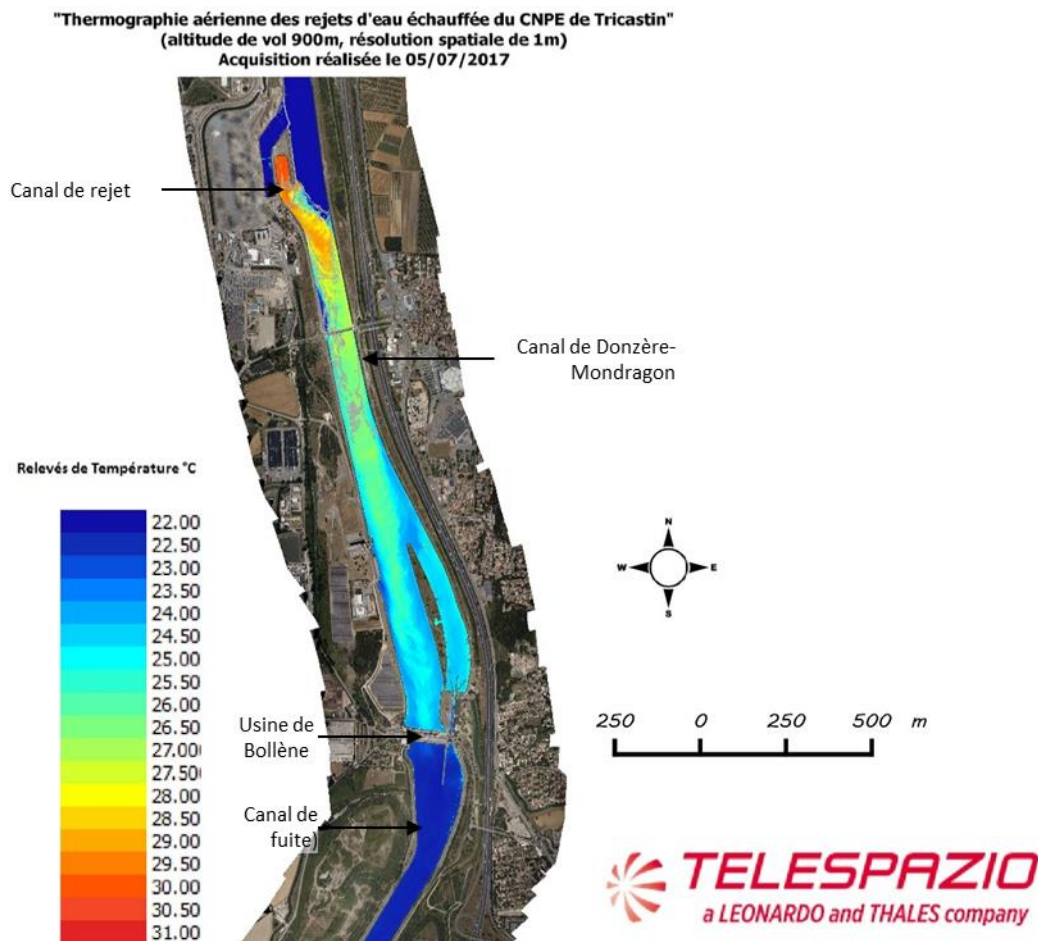 "Thermographie aérienne des rejets d'eau échauffée du CNPE de Tricastin"
(altitude de vol 900m, résolution spatiale de 1m)
Acquisition réalisée le 05/07/2017
Canal de rejet
Canal de Donzère-
Mondragon
Relevés de Température °C
22.00
22.50
23.00
23.50
24.00
24.50
25.00
25.50
26.00
26.50
27.000
27.50
28.00
28.50
29.00
29.50
30.00
30.50
31.00
N
W E
S
Usine de
Bollène
Canal de
fuite)
250 0 250 500 m
TELESPAZIO
a LEONARDO and THALES company